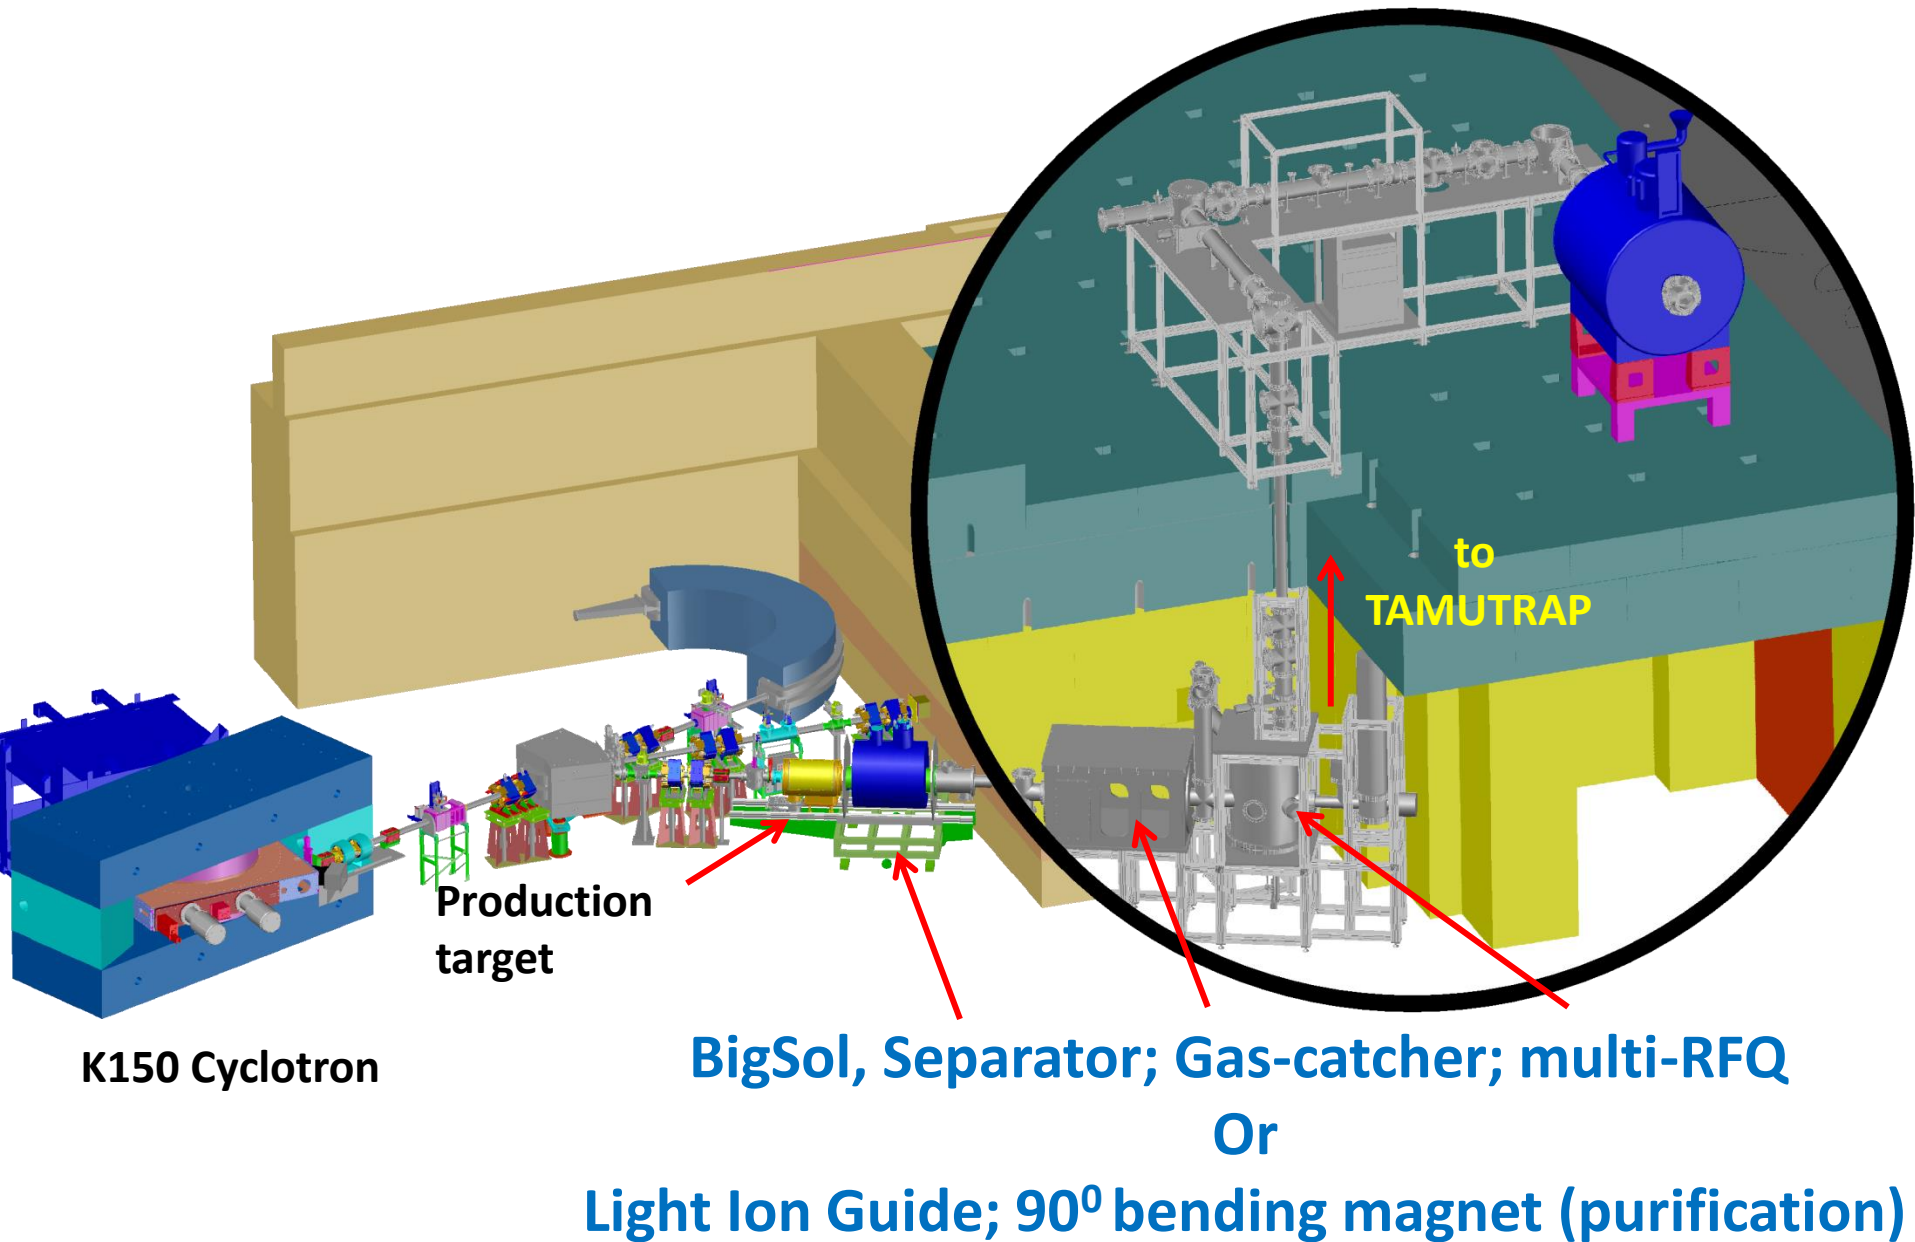 to
TAMUTRAP
Production
target
K150 Cyclotron
BigSol, Separator; Gas-catcher; multi-RFQ
Or
Light Ion Guide; 90⁰ bending magnet (purification)